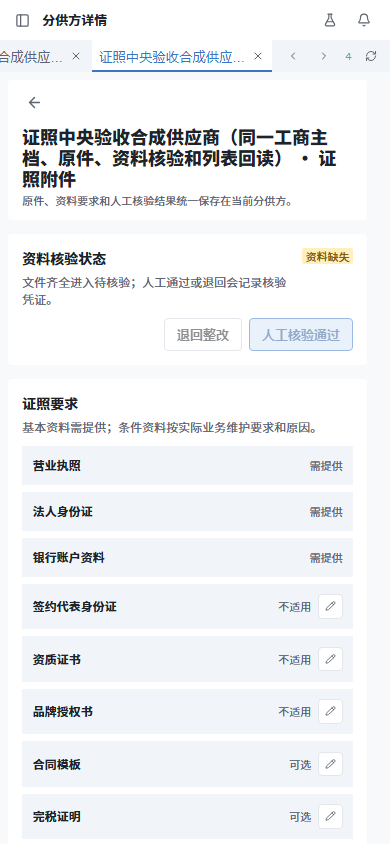 分供方详情
合成供应...
证照中央验收合成供应...
4
证照中央验收合成供应商（同一工商主
档、原件、资料核验和列表回读） · 证
照附件
原件、资料要求和人工核验结果统一保存在当前分供方。
资料核验状态
资料缺失
文件齐全进入待核验；人工通过或退回会记录核验
凭证。
退回整改
人工核验通过
证照要求
基本资料需提供；条件资料按实际业务维护要求和原因。
营业执照
需提供
法人身份证
需提供
银行账户资料
需提供
签约代表身份证
不适用
资质证书
不适用
品牌授权书
不适用
合同模板
可选
完税证明
可选